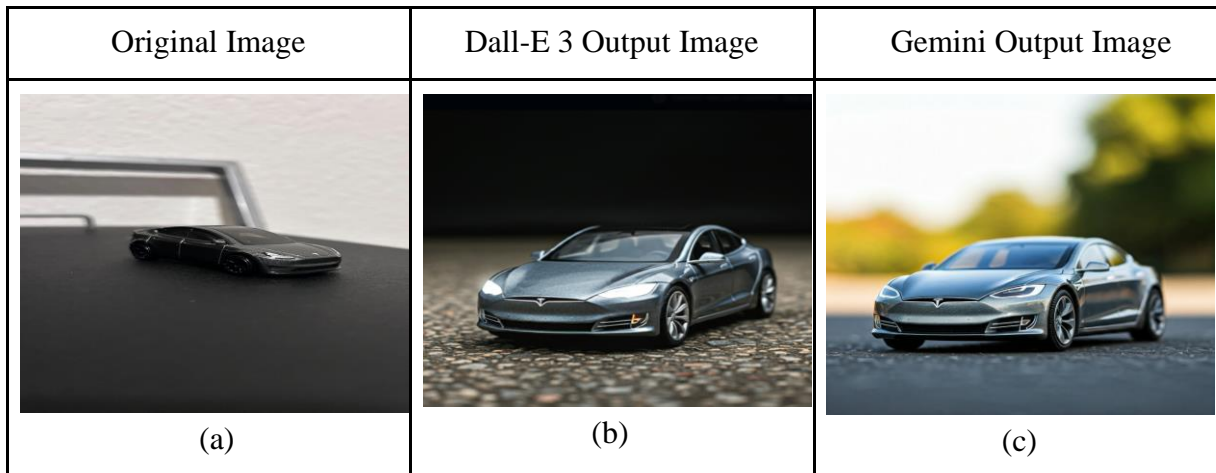 Original Image
Dall-E 3 Output Image
Gemini Output Image
(a)
(b)
(c)